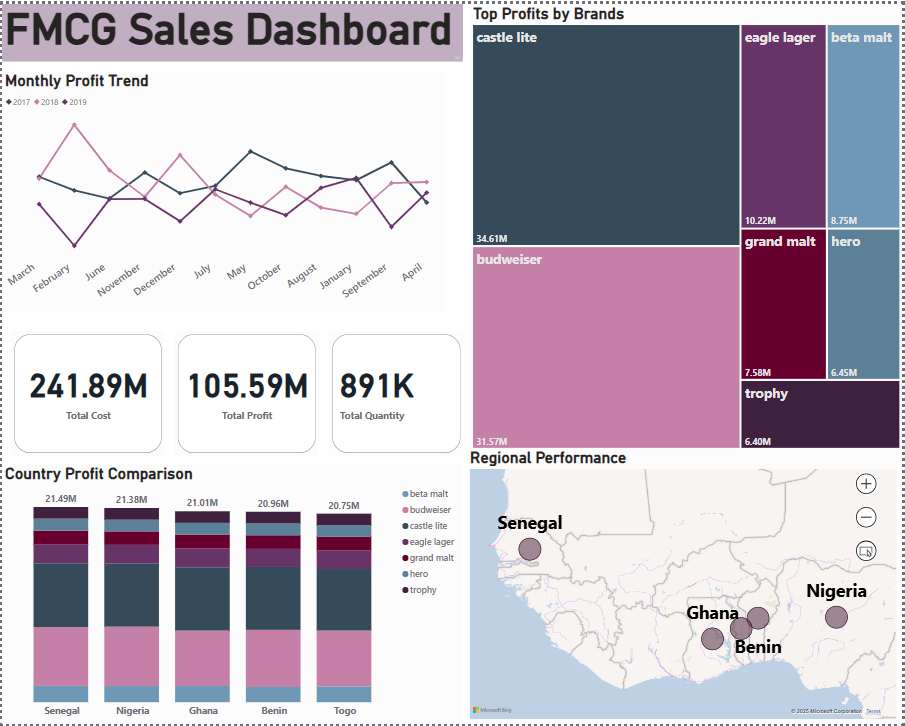 FMCG Sales Dashboard
Monthly Profit Trend
2017 2018 2019
March
February
June
November
December
July
May
October
August
January
September
April
241.89M
Total Cost
105.59M
Total Profit
891K
Total Quantity
Country Profit Comparison
21.49M
21.38M
21.01M
20.96M
20.75M
Senegal
Nigeria
Ghana
Benin
Togo
beta malt
budweiser
castle lite
eagle lager
grand malt
hero
trophy
Top Profits by Brands
castle lite
34.61M
budweiser
31.57M
eagle lager
10.22M
beta malt
8.75M
grand malt
7.58M
hero
6.45M
trophy
6.40M
Regional Performance
Senegal
Ghana
Benin
Nigeria
Microsoft Bing
© 2025 Microsoft Corporation Terms